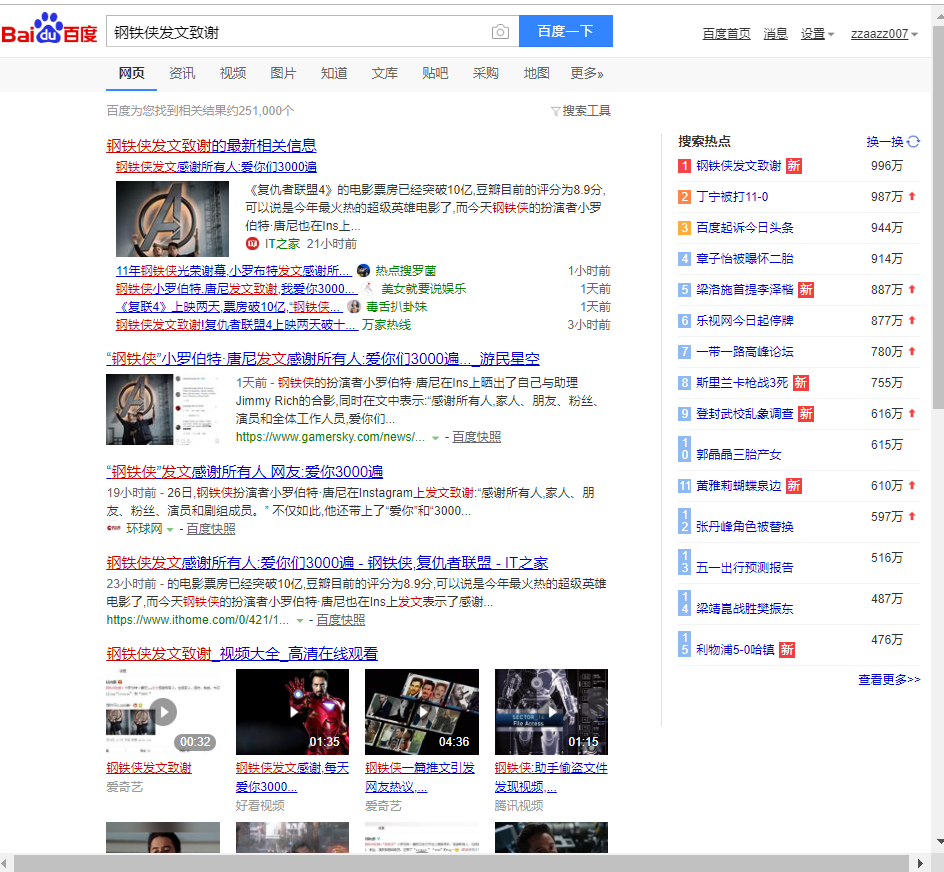 Bai du 百度
钢铁侠发文致谢
百度一下
百度首页 消息 设置 zzaazz007
网页 资讯 视频 图片 知道 文库 贴吧 采购 地图 更多»
百度为您找到相关结果约251,000个
搜索工具
钢铁侠发文致谢的最新相关信息
钢铁侠发文感谢所有人:爱你们3000遍
《复仇者联盟4》的电影票房已经突破10亿,豆瓣目前的评分为8.9分,
可以说是今年最火热的超级英雄电影了,而今天钢铁侠的扮演者小罗
伯特·唐尼也在Ins上...
IT之家 21小时前
11年钢铁侠光荣谢幕,小罗布特发文感谢所... 热点搜罗菌 1小时前
钢铁侠小罗伯特.唐尼发文致谢,我爱你3000... 美女就要说娱乐 1天前
《复联4》上映两天,票房破10亿,“钢铁侠... 毒舌扒卦妹 1天前
钢铁侠发文致谢!复仇者联盟4上映两天破十... 万家热线 3小时前
“钢铁侠”小罗伯特·唐尼发文感谢所有人:爱你们3000遍..._游民星空
1天前 - 钢铁侠的扮演者小罗伯特·唐尼在Ins上晒出了自己与助理
Jimmy Rich的合影,同时在文中表示:“感谢所有人,家人、朋友、粉丝、
演员和全体工作人员,爱你们...
https://www.gamersky.com/news/... - 百度快照
“钢铁侠”发文感谢所有人 网友:爱你3000遍
19小时前 - 26日,钢铁侠扮演者小罗伯特·唐尼在Instagram上发文致谢:“感谢所有人,家人、朋
友、粉丝、演员和剧组成员。” 不仅如此,他还带上了“爱你”和“3000...
环球网 - 百度快照
钢铁侠发文感谢所有人:爱你们3000遍 - 钢铁侠,复仇者联盟 - IT之家
23小时前 - 的电影票房已经突破10亿,豆瓣目前的评分为8.9分,可以说是今年最火热的超级英雄
电影了,而今天钢铁侠的扮演者小罗伯特·唐尼也在Ins上发文表示了感谢...
https://www.ithome.com/0/421/1... - 百度快照
钢铁侠发文致谢_视频大全_高清在线观看
00:32 01:35 04:36 01:15
SECTOR
File Access
钢铁侠发文致谢
爱奇艺
钢铁侠发文感谢,每天
爱你3000...
好看视频
钢铁侠一篇推文引发
网友热议,...
爱奇艺
钢铁侠:助手偷盗文件
发现视频,...
腾讯视频
搜索热点 换一换
1 钢铁侠发文致谢 新 996万
2 丁宁被打11-0 987万
3 百度起诉今日头条 944万
4 章子怡被曝怀二胎 914万
5 梁洛施首提李泽楷 新 887万
6 乐视网今日起停牌 877万
7 一带一路高峰论坛 780万
8 斯里兰卡枪战3死 新 755万
9 登封武校乱象调查 新 616万
10 郭晶晶三胎产女 615万
11 黄雅莉蝴蝶泉边 新 610万
12 张丹峰角色被替换 597万
13 五一出行预测报告 516万
14 梁靖崑战胜樊振东 487万
15 利物浦5-0哈镇 新 476万
查看更多>>